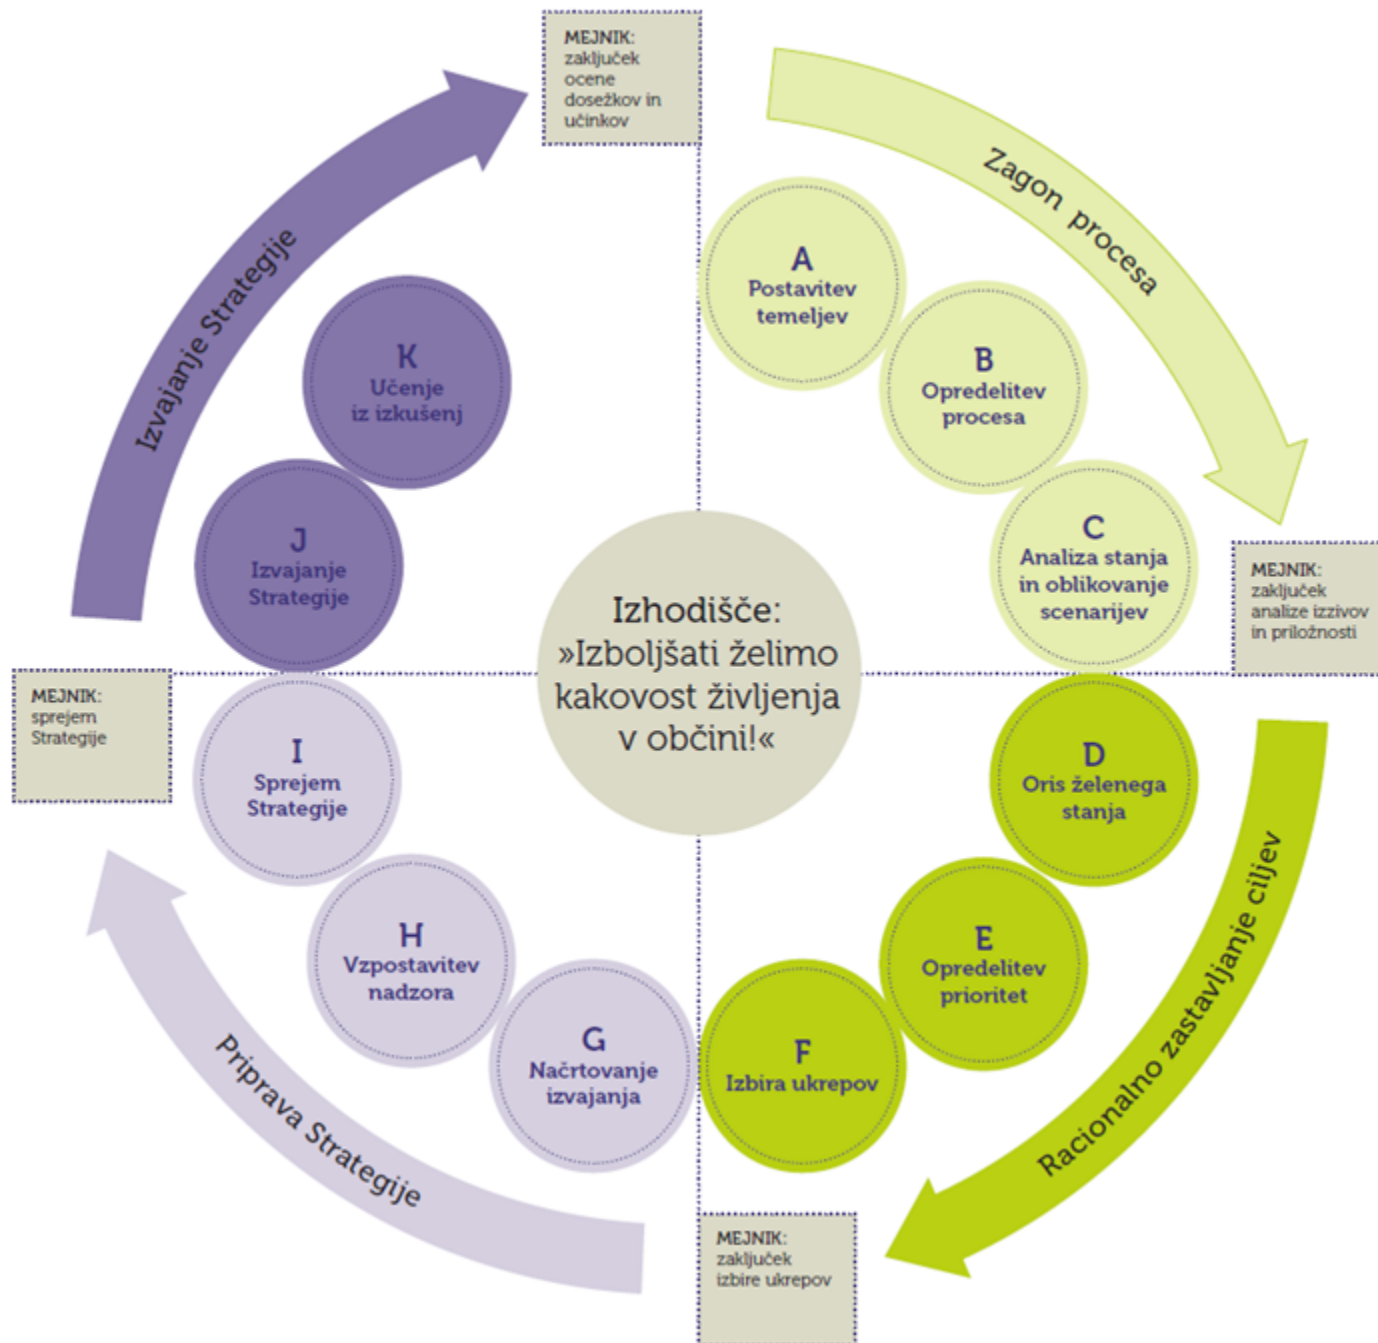 MEJNIK:
zaključek
ocene
dosežkov in
učinkov
Zagon procesa
A
Postavitev
temeljev
B
Opredelitev
procesa
C
Analiza stanja
in oblikovanje
scenarijev
MEJNIK:
zaključek
analize izzivov
in priložnosti
Racionalno zastavljanje ciljev
D
Oris želenega
stanja
E
Opredelitev
prioritet
F
Izbira ukrepov
MEJNIK:
zaključek
izbire ukrepov
Priprava Strategije
G
Načrtovanje
izvajanja
H
Vzpostavitev
nadzora
I
Sprejem
Strategije
MEJNIK:
sprejem
Strategije
Izvajanje Strategije
J
Izvajanje
Strategije
K
Učenje
iz izkušenj
Izhodišče:
»Izboljšati želimo
kakovost življenja
v občini!«